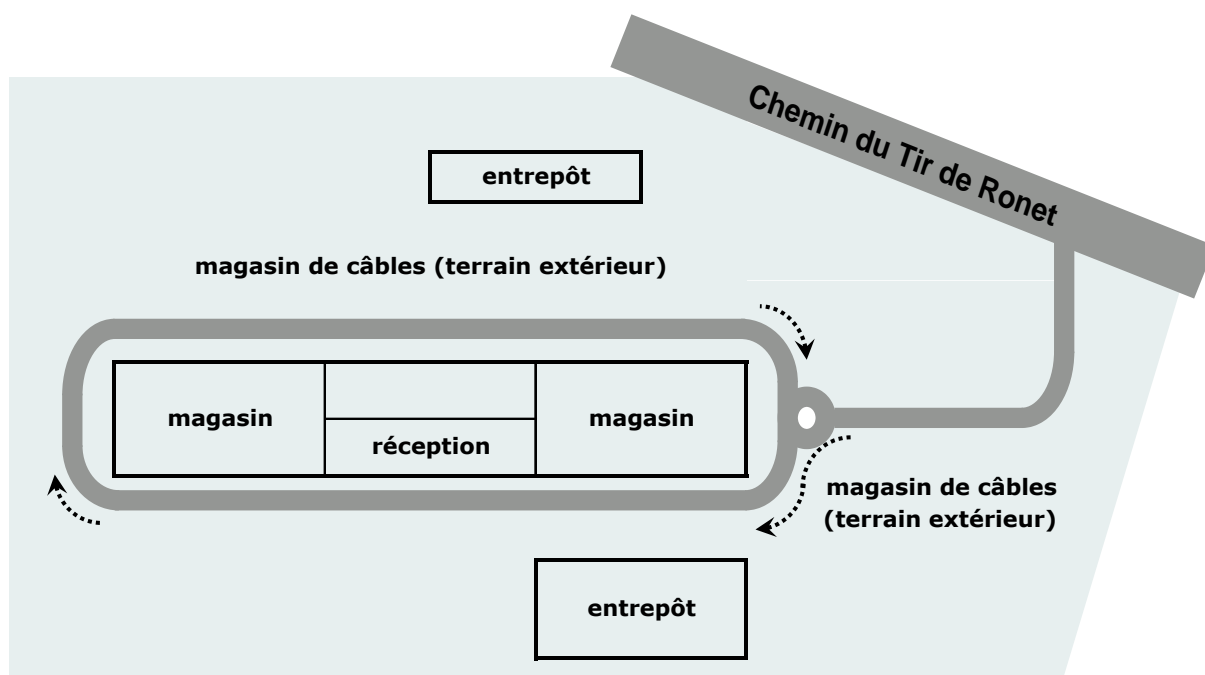 Chemin du Tir de Ronet
entrepôt
magasin de câbles (terrain extérieur)
magasin
réception
magasin
magasin de câbles
(terrain extérieur)
entrepôt